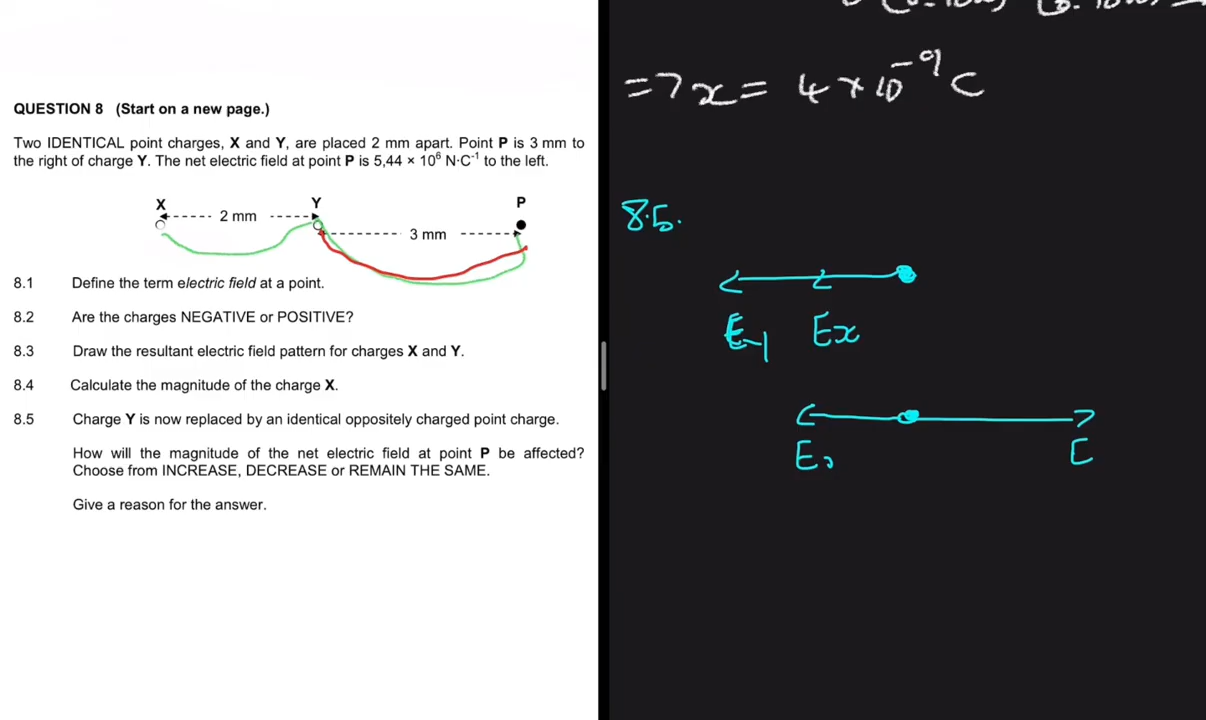 QUESTION 8 (Start on a new page.)
Two IDENTICAL point charges, X and Y, are placed 2 mm apart. Point P is 3 mm to
the right of charge Y. The net electric field at point P is 5,44 × 10⁶ N·C⁻¹ to the left.
X Y P
2 mm
3 mm
8.1 Define the term electric field at a point.
8.2 Are the charges NEGATIVE or POSITIVE?
8.3 Draw the resultant electric field pattern for charges X and Y.
8.4 Calculate the magnitude of the charge X.
8.5 Charge Y is now replaced by an identical oppositely charged point charge.
How will the magnitude of the net electric field at point P be affected?
Choose from INCREASE, DECREASE or REMAIN THE SAME.
Give a reason for the answer.
=7x = 4 × 10⁻⁹ C
8.5.
Ey Ex
E E